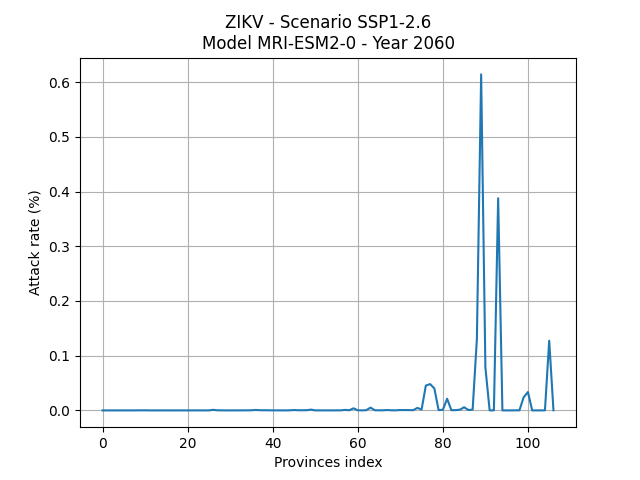 ZIKV - Scenario SSP1-2.6
Model MRI-ESM2-0 - Year 2060
Attack rate (%)
0.6
0.5
0.4
0.3
0.2
0.1
0.0
0 20 40 60 80 100
Provinces index